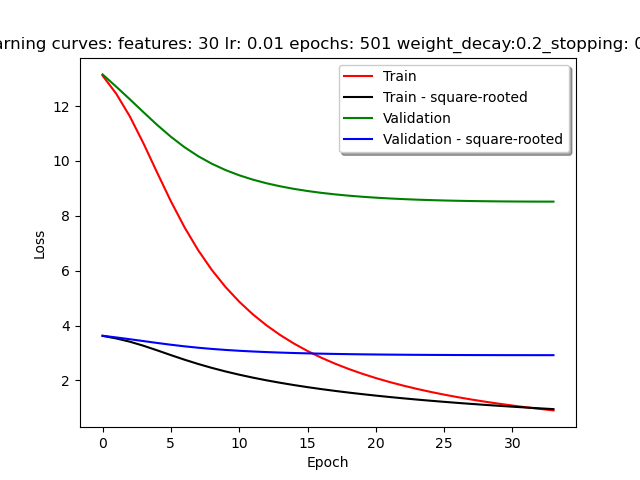 arning curves: features: 30 lr: 0.01 epochs: 501 weight_decay:0.2_stopping: 0
Train
Train - square-rooted
Validation
Validation - square-rooted
12
10
8
6
4
2
Loss
0 5 10 15 20 25 30
Epoch